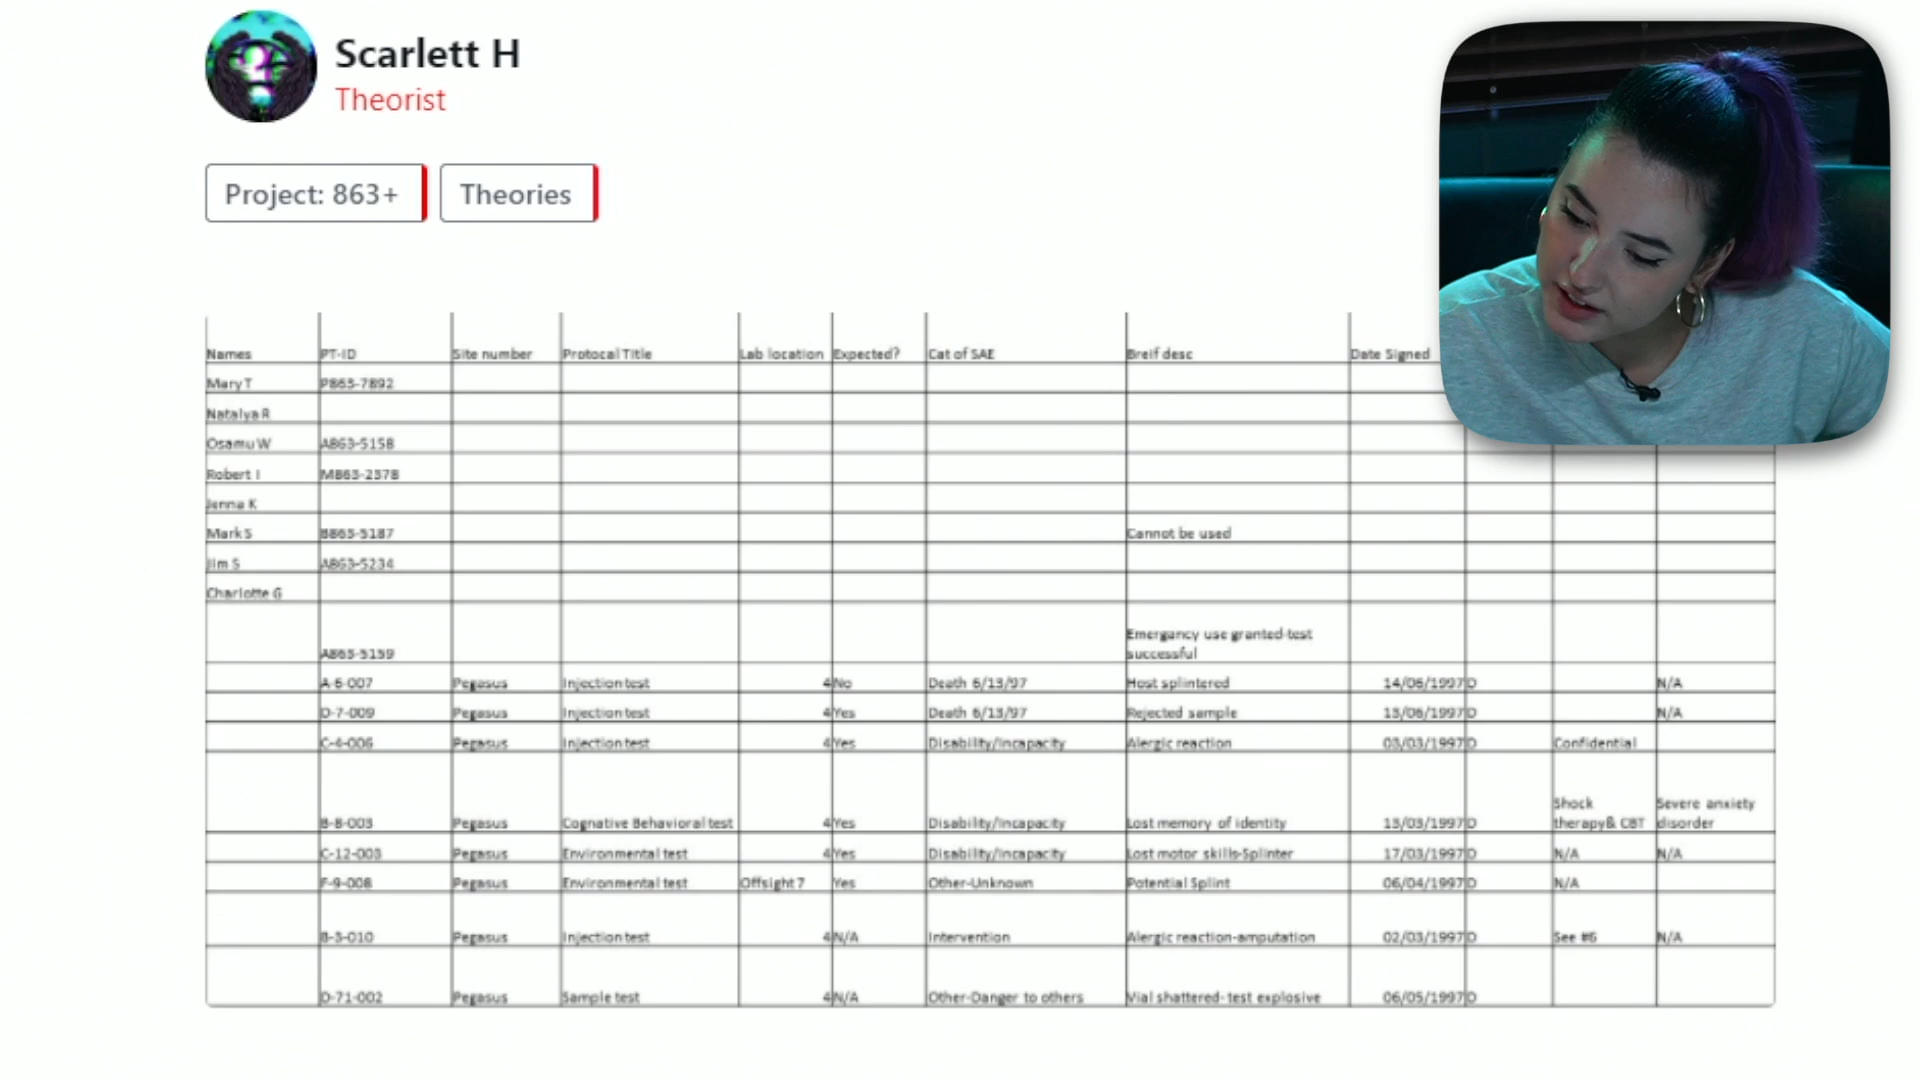 Scarlett H
Theorist
Project: 863+ Theories
Names PT-ID Site number Protocal Title Lab location Expected? Cat of SAE Breif desc Date Signed
Mary T P863-7892
Natalya R
Osamu W A863-5158
Robert I M863-2378
Jenna K
Mark S B863-5187 Cannot be used
Jim S A863-5234
Charlotte G
Emergancy use granted-test
A863-5159 successful
A-6-007 Pegasus Injection test 4 No Death 6/13/97 Host splintered 14/06/1997 D N/A
D-7-009 Pegasus Injection test 4 Yes Death 6/13/97 Rejected sample 13/06/1997 D N/A
C-4-006 Pegasus Injection test 4 Yes Disability/Incapacity Alergic reaction 03/03/1997 D Confidential
Shock Severe anxiety
B-8-003 Pegasus Cognative Behavioral test 4 Yes Disability/Incapacity Lost memory of identity 13/03/1997 D therapy& CBT disorder
C-12-003 Pegasus Environmental test 4 Yes Disability/Incapacity Lost motor skills-Splinter 17/03/1997 D N/A N/A
F-9-008 Pegasus Environmental test Offsight 7 Yes Other-Unknown Potential Splint 06/04/1997 D N/A
B-3-010 Pegasus Injection test 4 N/A Intervention Alergic reaction-amputation 02/03/1997 D See #6 N/A
D-71-002 Pegasus Sample test 4 N/A Other-Danger to others Vial shattered- test explosive 06/05/1997 D